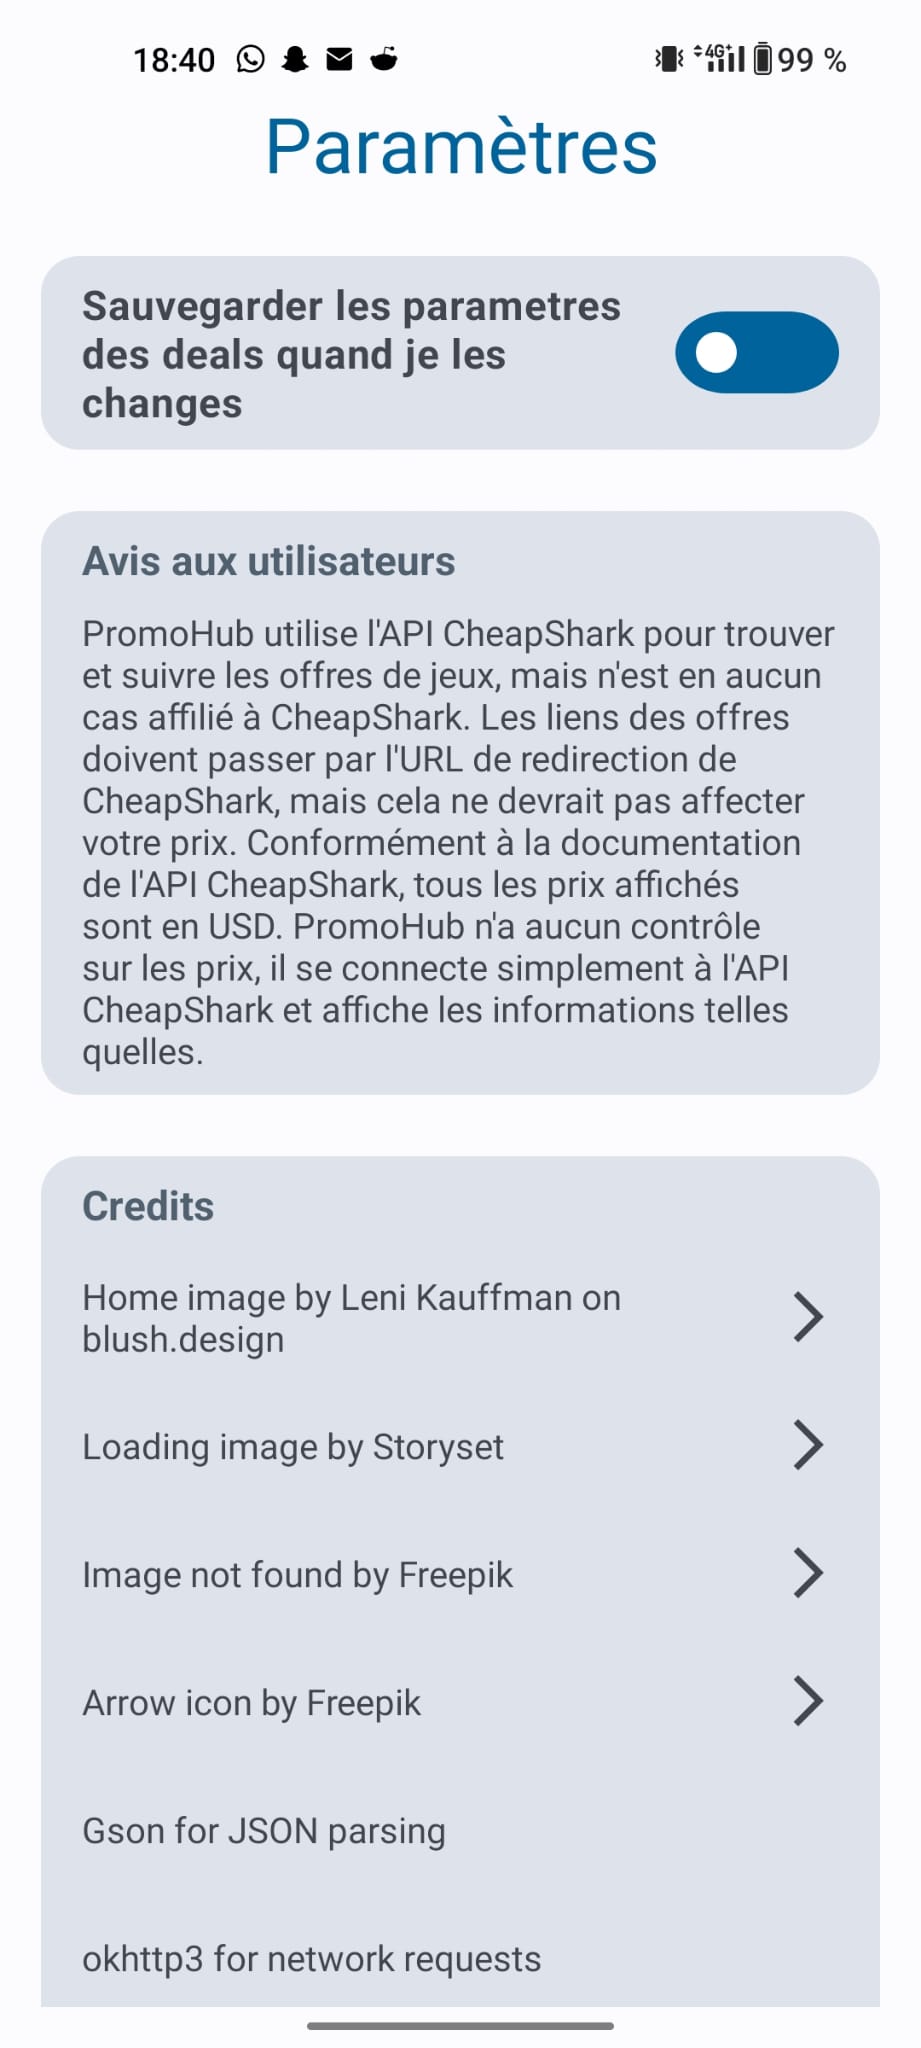 18:40
4G+ 99 %
Paramètres
Sauvegarder les parametres
des deals quand je les
changes
Avis aux utilisateurs
PromoHub utilise l'API CheapShark pour trouver
et suivre les offres de jeux, mais n'est en aucun
cas affilié à CheapShark. Les liens des offres
doivent passer par l'URL de redirection de
CheapShark, mais cela ne devrait pas affecter
votre prix. Conformément à la documentation
de l'API CheapShark, tous les prix affichés
sont en USD. PromoHub n'a aucun contrôle
sur les prix, il se connecte simplement à l'API
CheapShark et affiche les informations telles
quelles.
Credits
Home image by Leni Kauffman on
blush.design
Loading image by Storyset
Image not found by Freepik
Arrow icon by Freepik
Gson for JSON parsing
okhttp3 for network requests